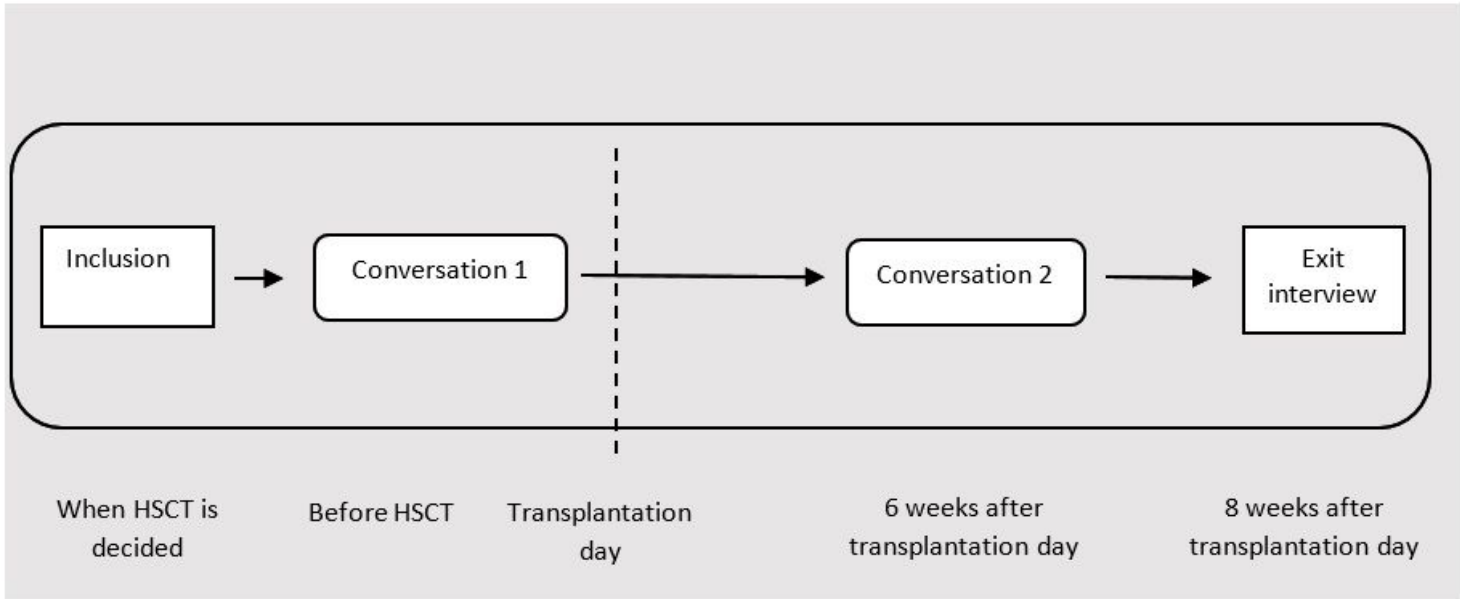 Inclusion
Conversation 1
Conversation 2
Exit
interview
When HSCT is
decided
Before HSCT
Transplantation
day
6 weeks after
transplantation day
8 weeks after
transplantation day